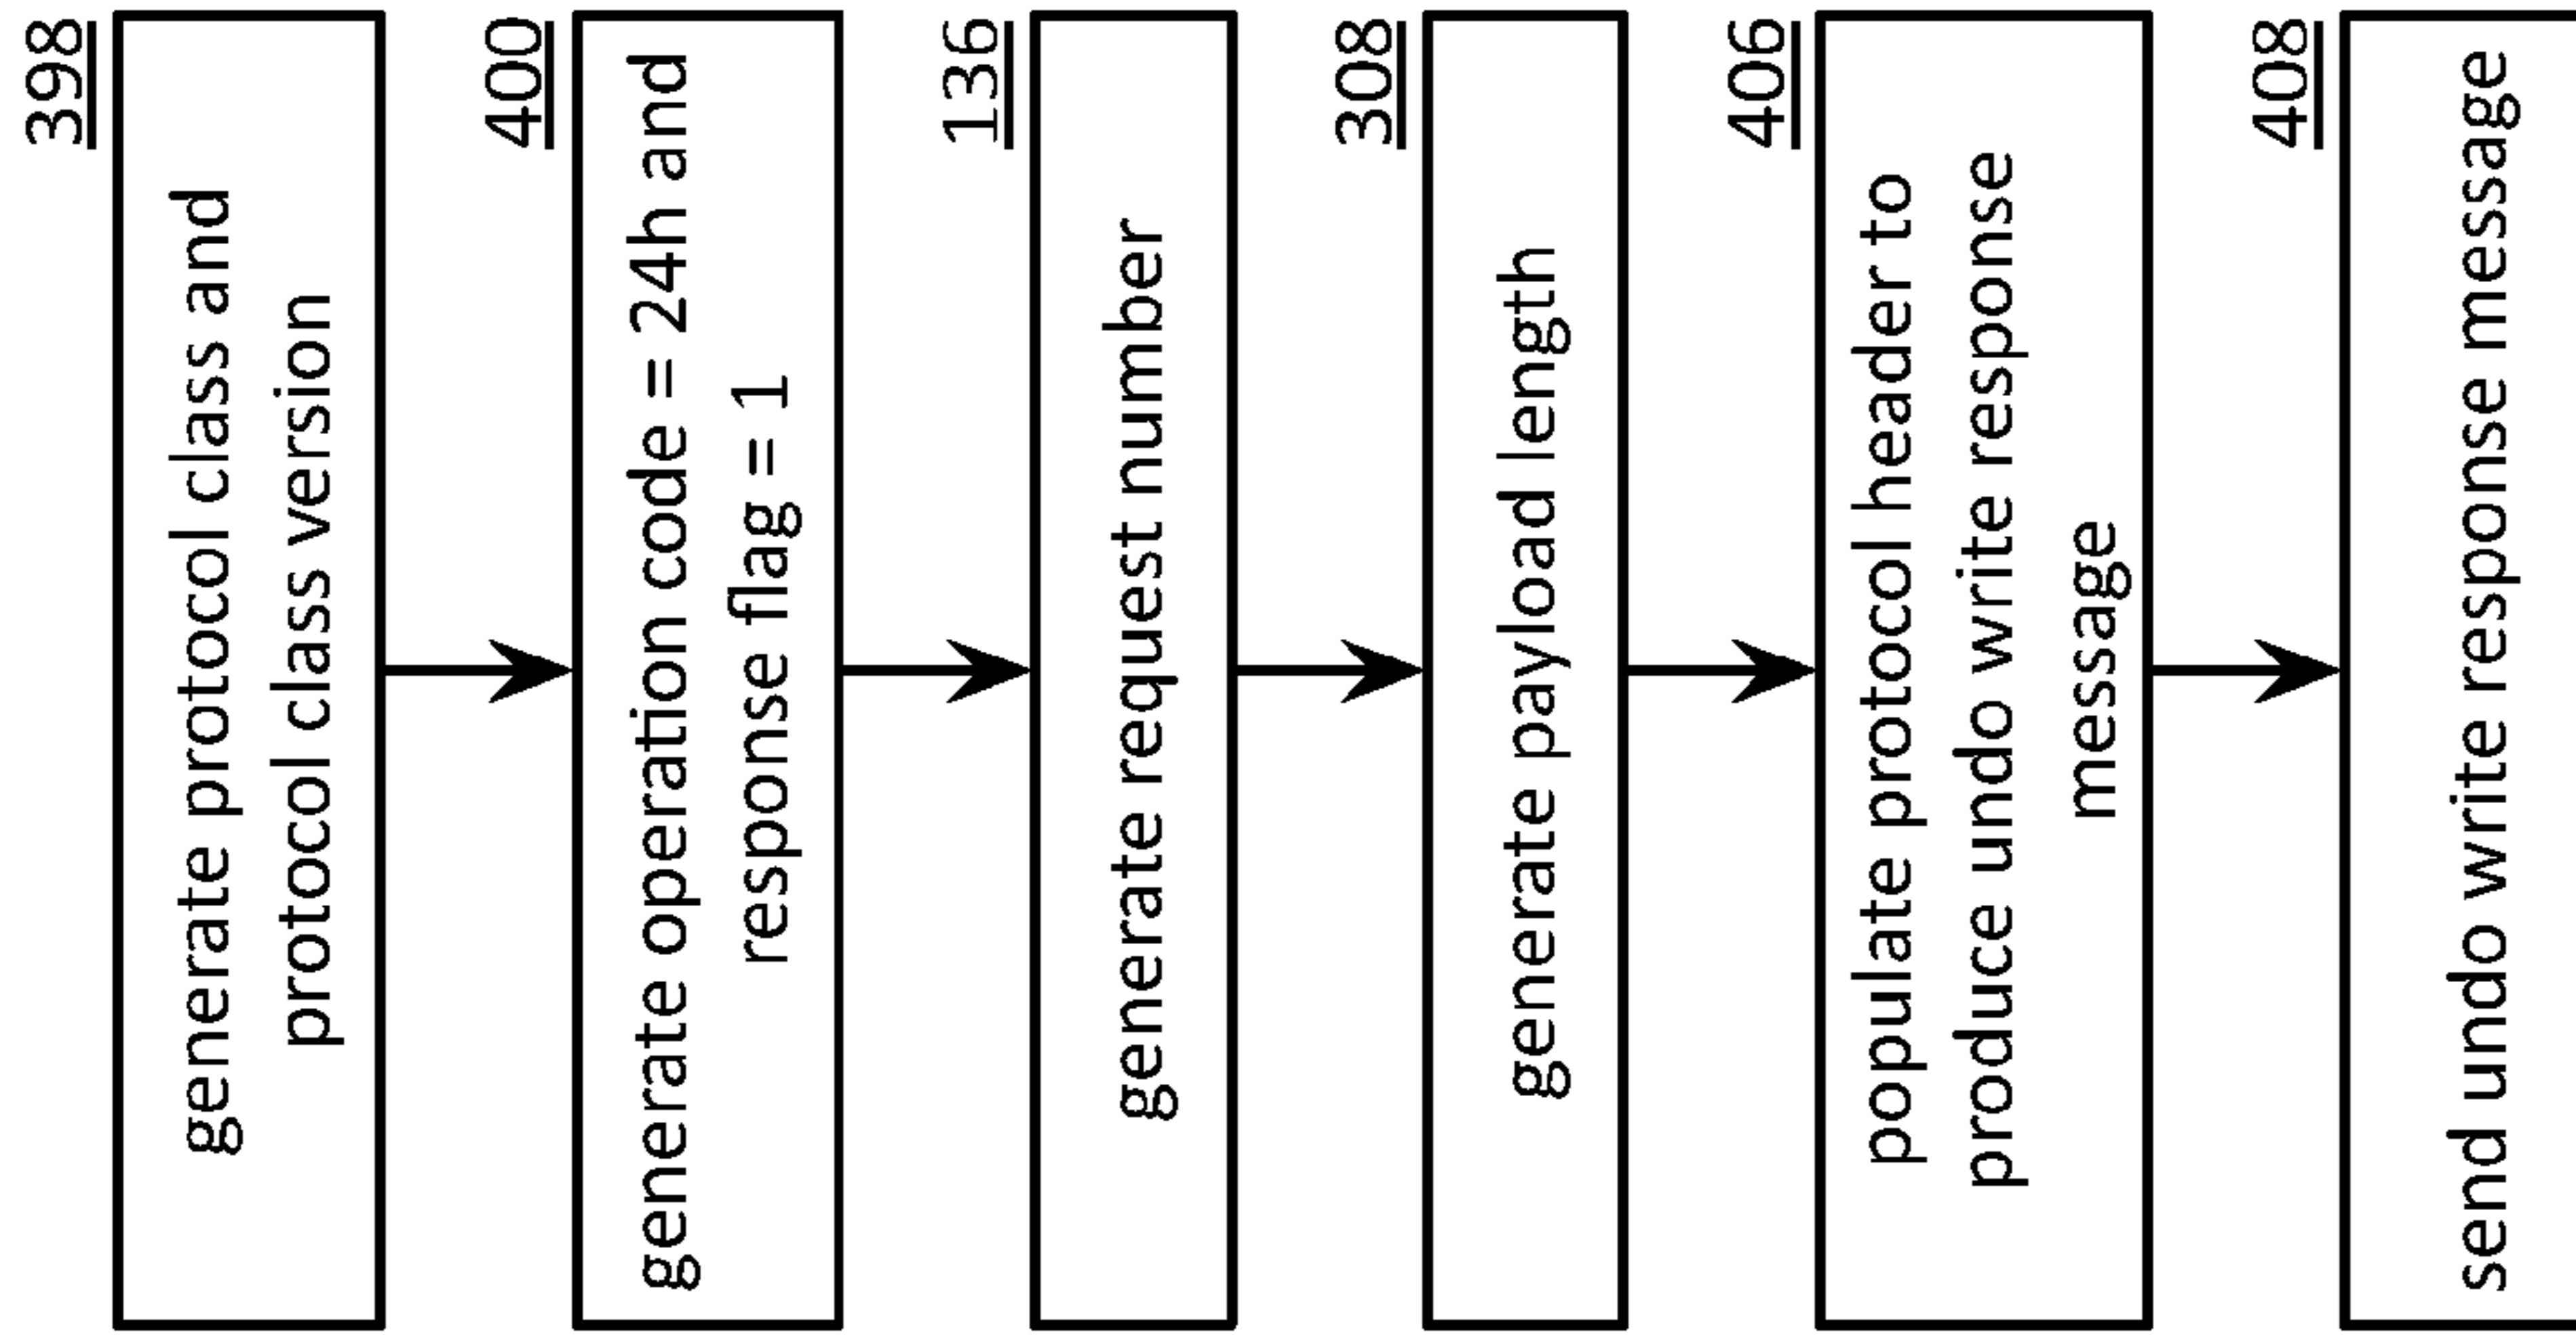 398
generate protocol class and
protocol class version
400
generate operation code = 24h and
response flag = 1
136
generate request number
308
generate payload length
406
populate protocol header to
produce undo write response
message
408
send undo write response message